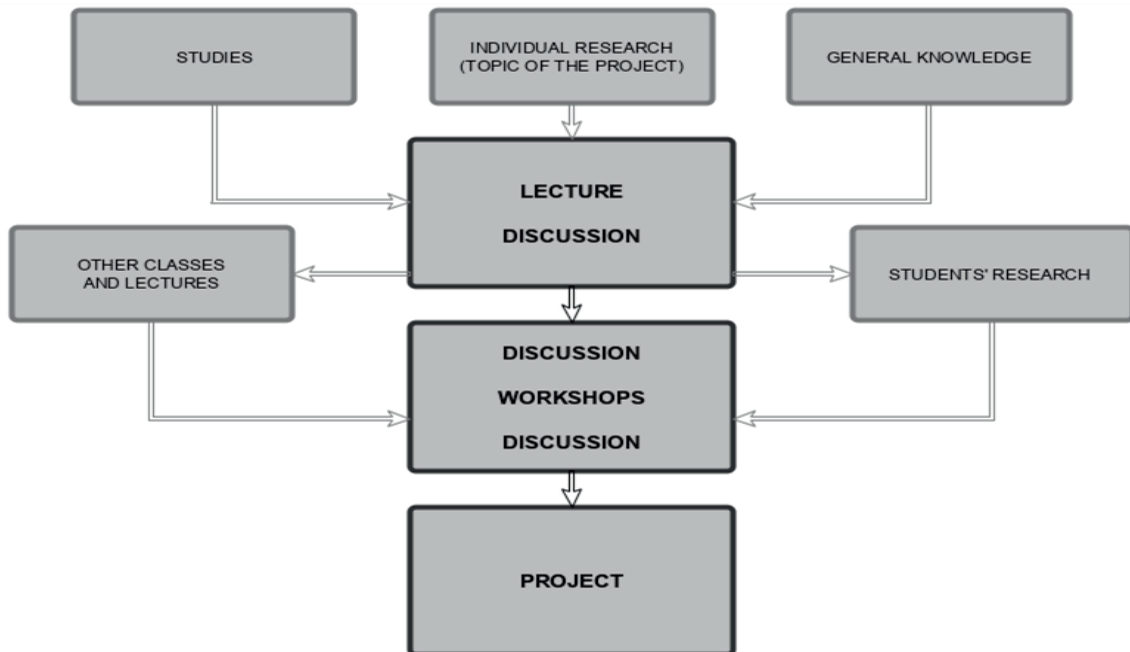 STUDIES
INDIVIDUAL RESEARCH
(TOPIC OF THE PROJECT)
GENERAL KNOWLEDGE
LECTURE
DISCUSSION
OTHER CLASSES
AND LECTURES
STUDENTS' RESEARCH
DISCUSSION
WORKSHOPS
DISCUSSION
PROJECT